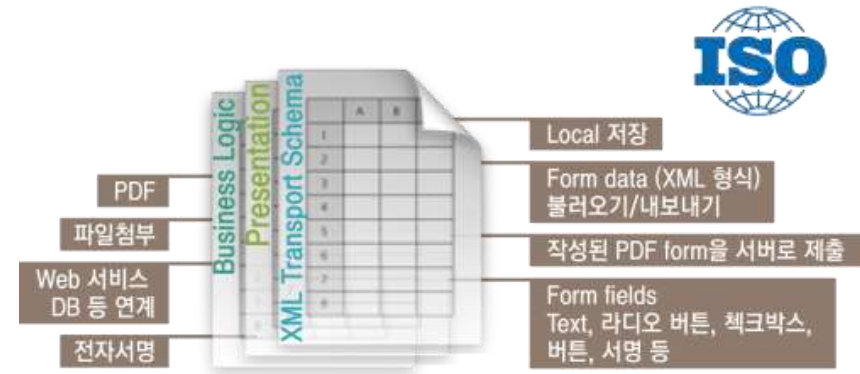 ISO
Business Logic
Presentation
XML Transport Schema
A B
1
2
3
4
5
6
7
8
PDF
파일첨부
Web 서비스
DB 등 연계
전자서명
Local 저장
Form data (XML 형식)
불러오기/내보내기
작성된 PDF form을 서버로 제출
Form fields
Text, 라디오 버튼, 첵크박스,
버튼, 서명 등